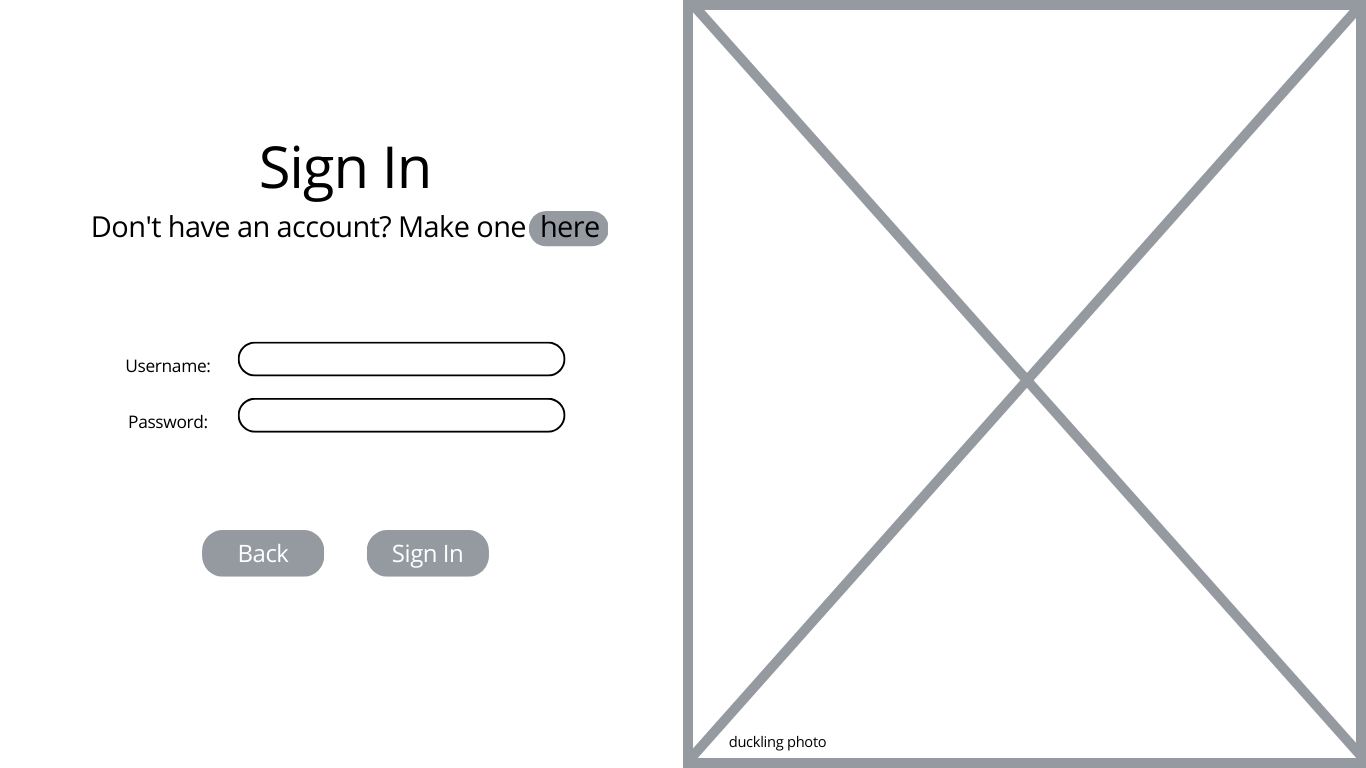 Sign In
Don't have an account? Make one here
Username:
Password:
Back
Sign In
duckling photo